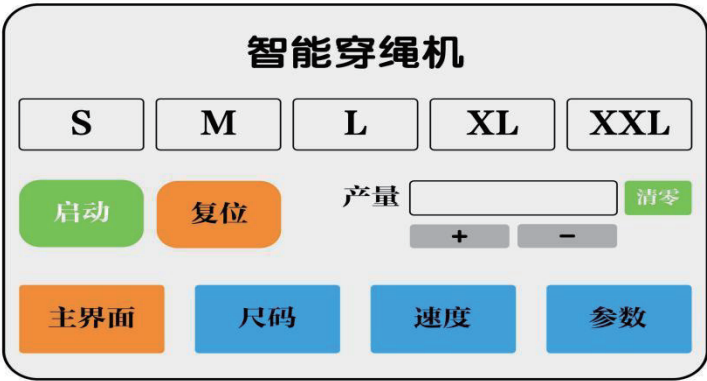 智能穿绳机
S M L XL XXL
启动 复位 产量 清零
+ −
主界面 尺码 速度 参数